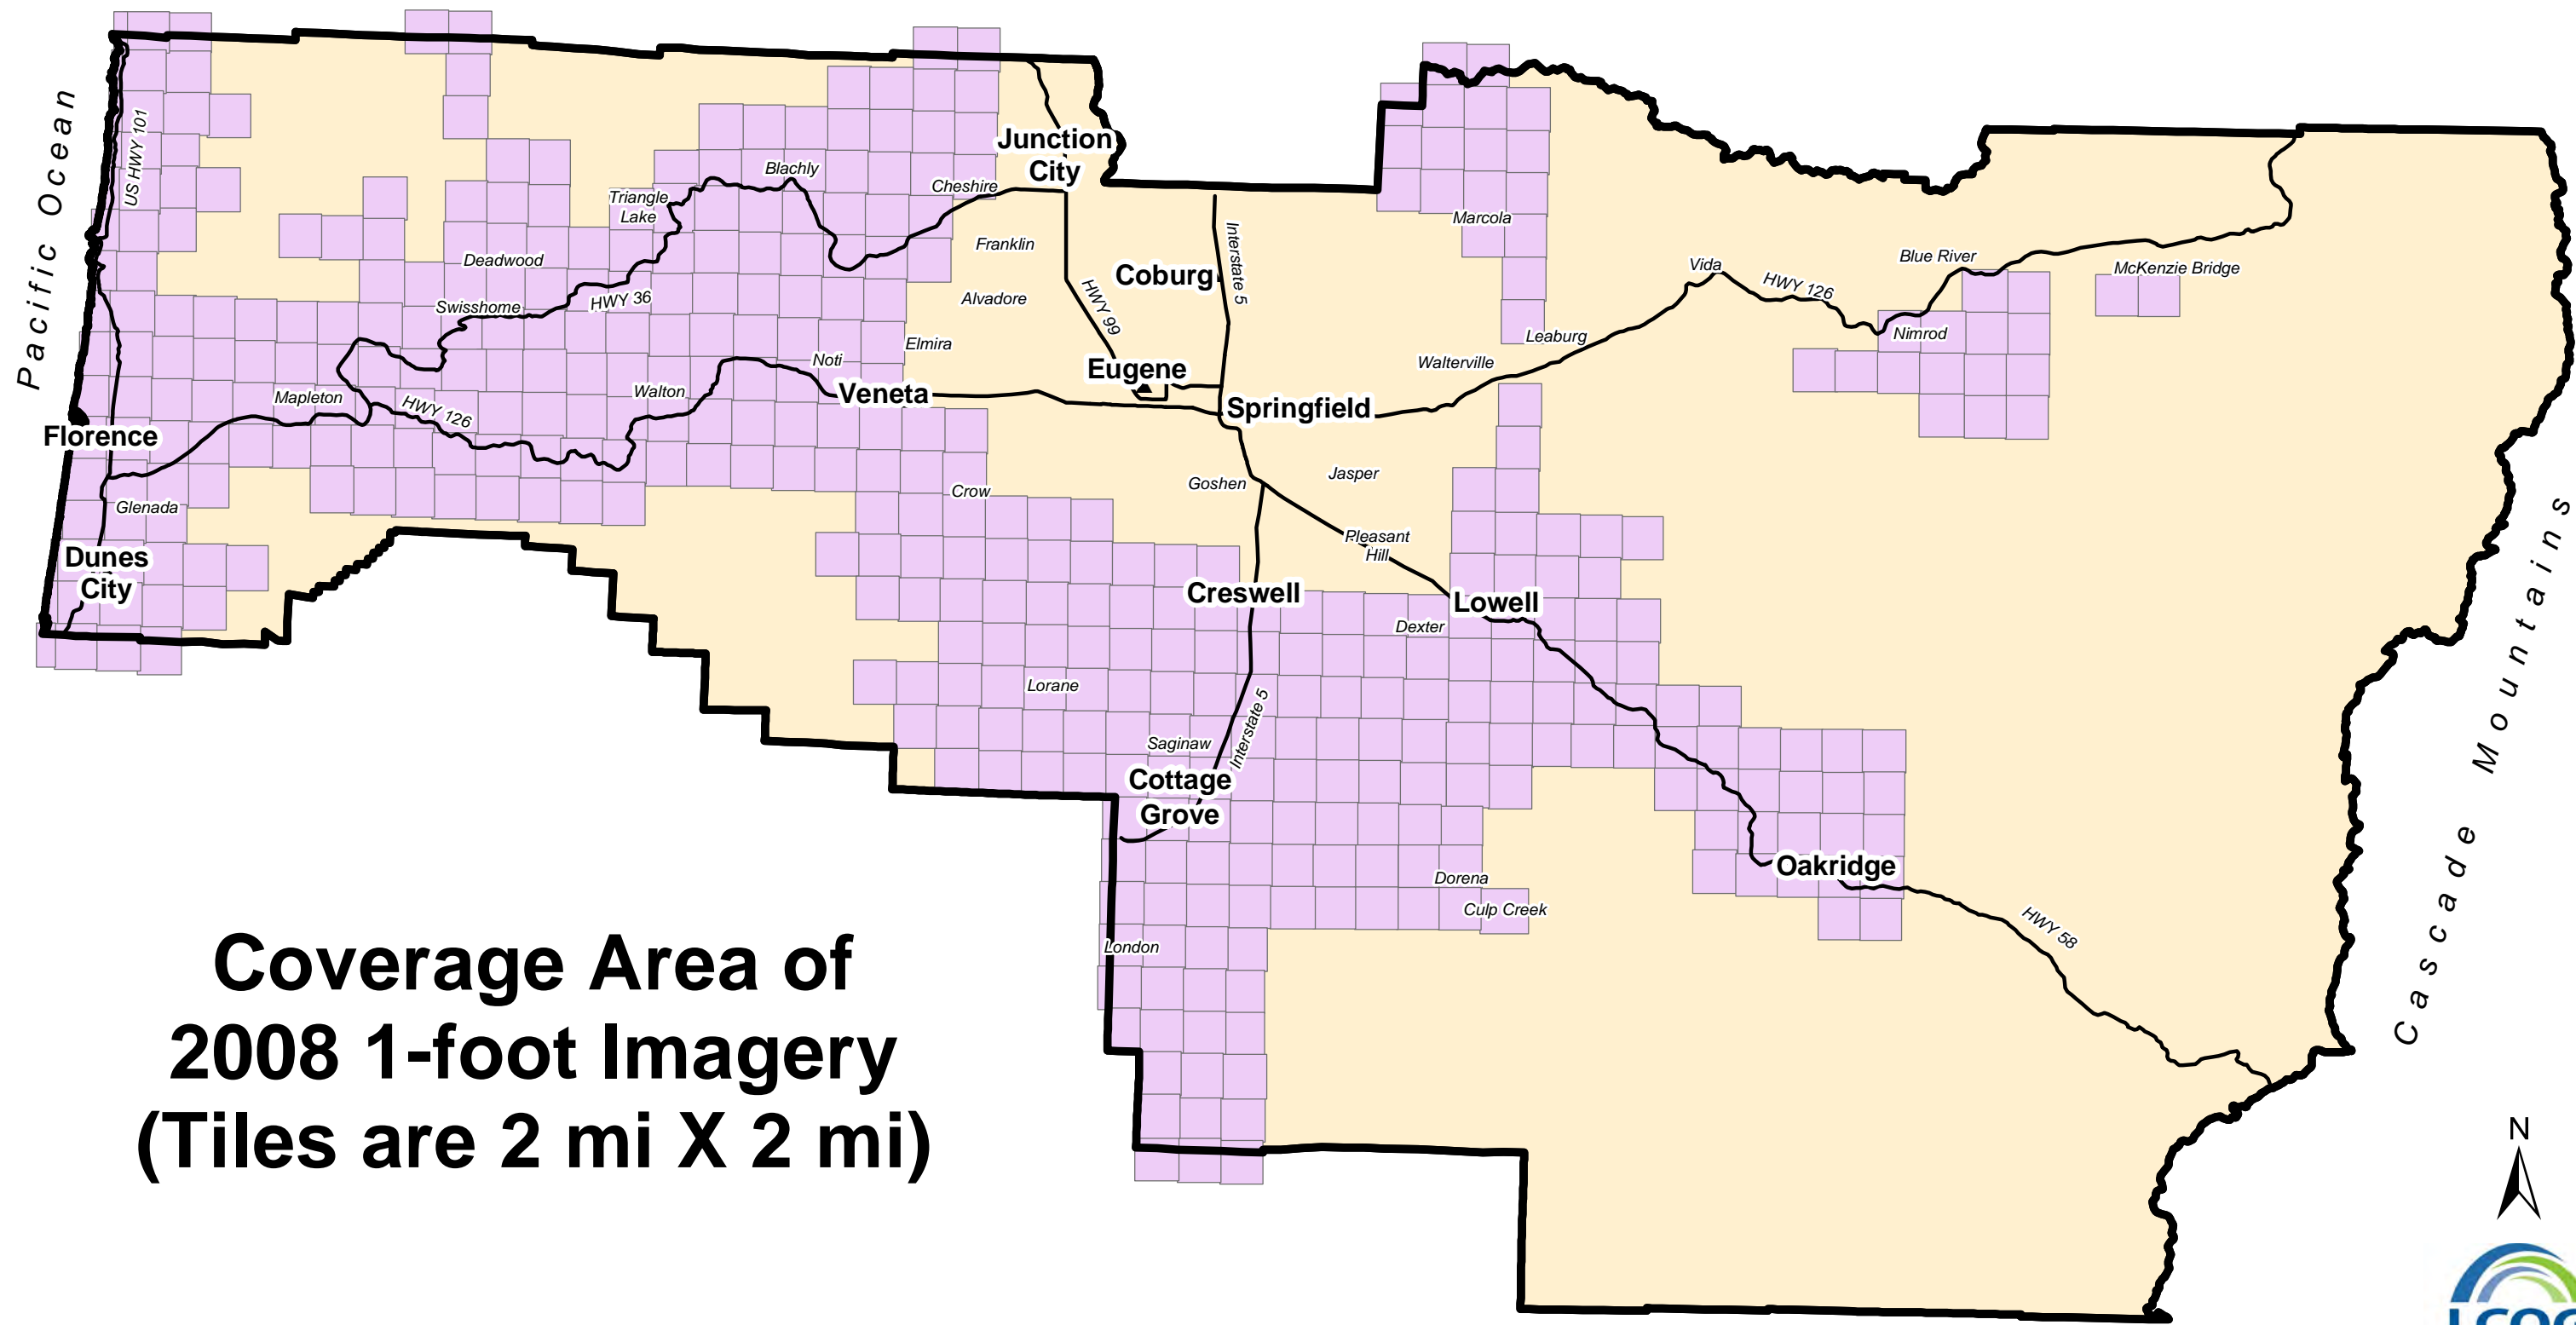 Pacific Ocean
US HWY 101
Junction
City
Triangle
Lake
Blachly
Cheshire
Marcola
Franklin
Deadwood
Coburg
Interstate 5
Vida
Blue River
McKenzie Bridge
HWY 126
Swisshome
HWY 36
Alvadore
HWY 99
Nimrod
Leaburg
Elmira
Noti
Eugene
Walterville
Mapleton
HWY 126
Walton
Veneta
Springfield
Florence
Glenada
Crow
Goshen
Jasper
Pleasant
Hill
Dunes
City
Creswell
Lowell
Dexter
Cascade Mountains
Lorane
Interstate 5
Saginaw
Cottage
Grove
Oakridge
Dorena
Culp Creek
London
HWY 58
Coverage Area of
2008 1-foot Imagery
(Tiles are 2 mi X 2 mi)
N
LCOG